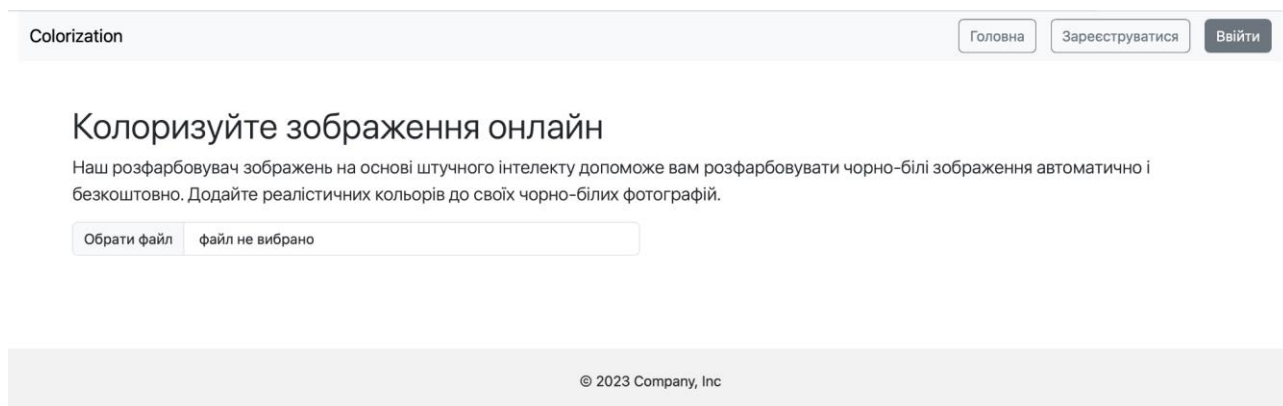 Colorization
Головна
Зареєструватися
Ввійти
Колоризуйте зображення онлайн
Наш розфарбовувач зображень на основі штучного інтелекту допоможе вам розфарбовувати чорно-білі зображення автоматично і
безкоштовно. Додайте реалістичних кольорів до своїх чорно-білих фотографій.
Обрати файл файл не вибрано
© 2023 Company, Inc